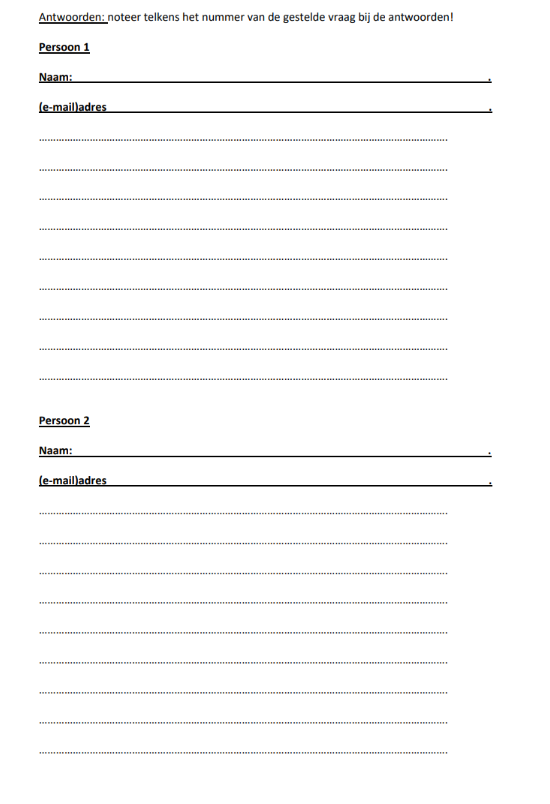 Antwoorden: noteer telkens het nummer van de gestelde vraag bij de antwoorden!
Persoon 1
Naam: .
(e-mail)adres .
................................................................................
................................................................................
................................................................................
................................................................................
................................................................................
................................................................................
................................................................................
................................................................................
................................................................................
Persoon 2
Naam: .
(e-mail)adres .
................................................................................
................................................................................
................................................................................
................................................................................
................................................................................
................................................................................
................................................................................
................................................................................
................................................................................